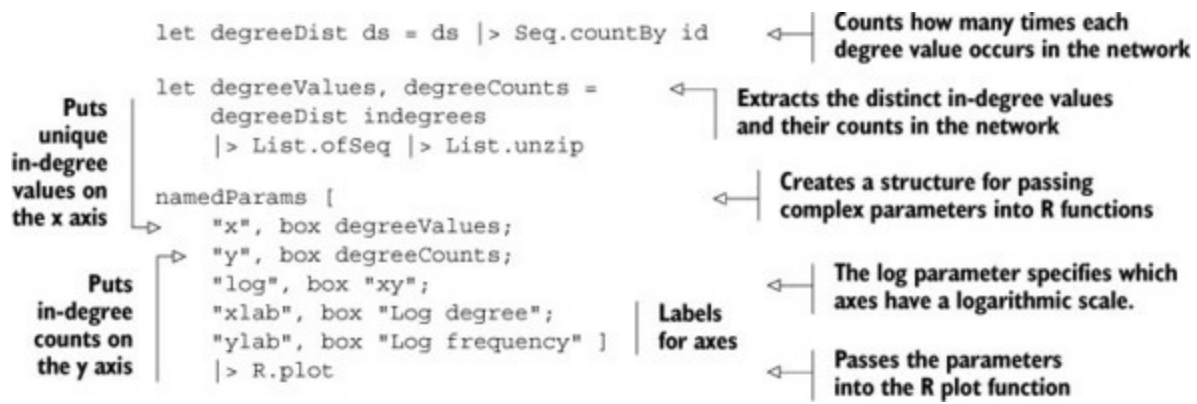 let degreeDist ds = ds |> Seq.countBy id
Counts how many times each
degree value occurs in the network
let degreeValues, degreeCounts =
degreeDist indegrees
|> List.ofSeq |> List.unzip
Extracts the distinct in-degree values
and their counts in the network
Puts
unique
in-degree
values on
the x axis
namedParams [
Creates a structure for passing
complex parameters into R functions
"x", box degreeValues;
"y", box degreeCounts;
Puts
in-degree
counts on
the y axis
"log", box "xy";
The log parameter specifies which
axes have a logarithmic scale.
"xlab", box "Log degree";
"ylab", box "Log frequency" ]
Labels
for axes
|> R.plot
Passes the parameters
into the R plot function